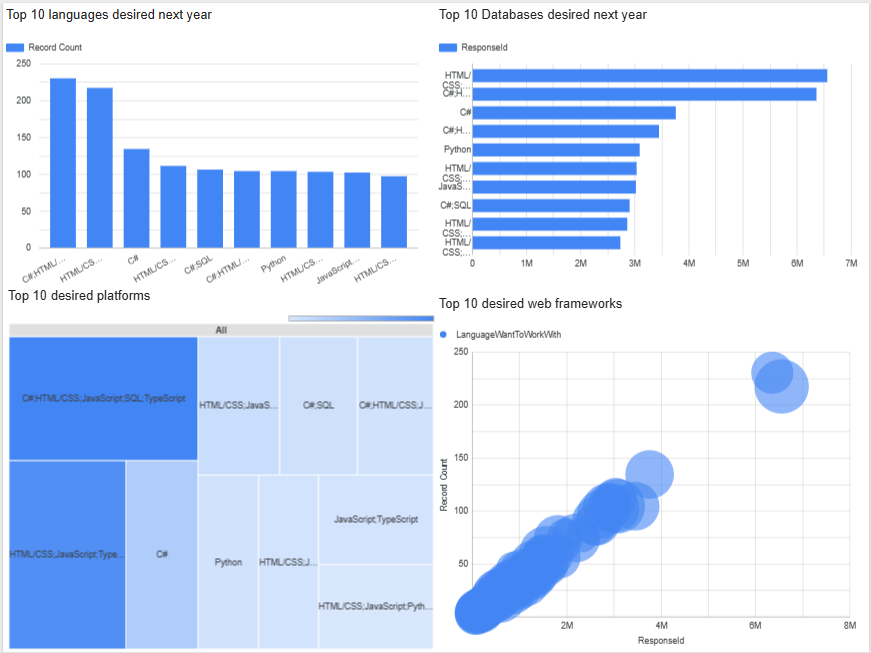 Top 10 languages desired next year
Record Count
250
200
150
100
50
0
C#;HTML/…
HTML/CS…
C#
HTML/CS…
C#;SQL
C#;HTML/…
Python
HTML/CS…
JavaScript…
HTML/CS…
Top 10 Databases desired next year
ResponseId
HTML/
CSS;…
C#;H…
C#
C#;H…
Python
HTML/
CSS;…
JavaS…
C#;SQL
HTML/
CSS;…
HTML/
CSS;…
0 1M 2M 3M 4M 5M 6M 7M
Top 10 desired platforms
All
C#;HTML/CSS;JavaScript;SQL;TypeScript
HTML/CSS;JavaS…
C#;SQL
C#;HTML/CSS;J…
HTML/CSS;JavaScript;Type…
C#
Python
HTML/CSS;J…
JavaScript;TypeScript
HTML/CSS;JavaScript;Pyth…
Top 10 desired web frameworks
LanguageWantToWorkWith
Record Count
250
200
150
100
50
2M 4M 6M 8M
ResponseId